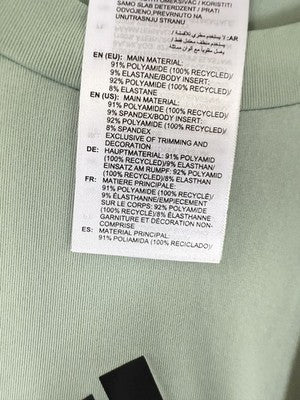 UMEKŠIVAČ / KORISTITI
SAMO SLAB DETERDŽENT / PRATI
ODVOJENO,PREVRNUTO NA
UNUTRAŠNJU STRANU
EN (EU): MAIN MATERIAL:
91% POLYAMIDE (100% RECYCLED)/
9% ELASTANE/BODY INSERT:
92% POLYAMIDE (100% RECYCLED)/
8% ELASTANE
EN (US): MAIN MATERIAL:
91% POLYAMIDE (100% RECYCLED)/
9% SPANDEX/BODY INSERT:
92% POLYAMIDE (100% RECYCLED)/
8% SPANDEX
EXCLUSIVE OF TRIMMING AND
DECORATION
DE: HAUPTMATERIAL: 91% POLYAMID
(100% RECYCELT)/9% ELASTHAN/
EINSATZ AM RUMPF: 92% POLYAMID
(100% RECYCELT)/8% ELASTHAN
FR: MATIERE PRINCIPALE:
91% POLYAMIDE (100% RECYCLÉ)/
9% ÉLASTHANNE/EMPIECEMENT
SUR LE CORPS: 92% POLYAMIDE
(100% RECYCLÉ)/8% ÉLASTHANNE
GARNITURE ET DÉCORATION NON-
COMPRISE
ES: MATERIAL PRINCIPAL:
91% POLIAMIDA (100% RECICLADO)/